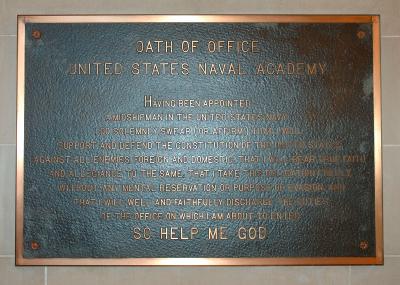 OATH OF OFFICE
UNITED STATES NAVAL ACADEMY
HAVING BEEN APPOINTED
A MIDSHIPMAN IN THE UNITED STATES NAVY
I DO SOLEMNLY SWEAR (OR AFFIRM) THAT I WILL
SUPPORT AND DEFEND THE CONSTITUTION OF THE UNITED STATES
AGAINST ALL ENEMIES FOREIGN AND DOMESTIC, THAT I WILL BEAR TRUE FAITH
AND ALLEGIANCE TO THE SAME, THAT I TAKE THIS OBLIGATION FREELY,
WITHOUT ANY MENTAL RESERVATION OR PURPOSE OF EVASION, AND
THAT I WILL WELL AND FAITHFULLY DISCHARGE THE DUTIES
OF THE OFFICE ON WHICH I AM ABOUT TO ENTER
SO HELP ME GOD